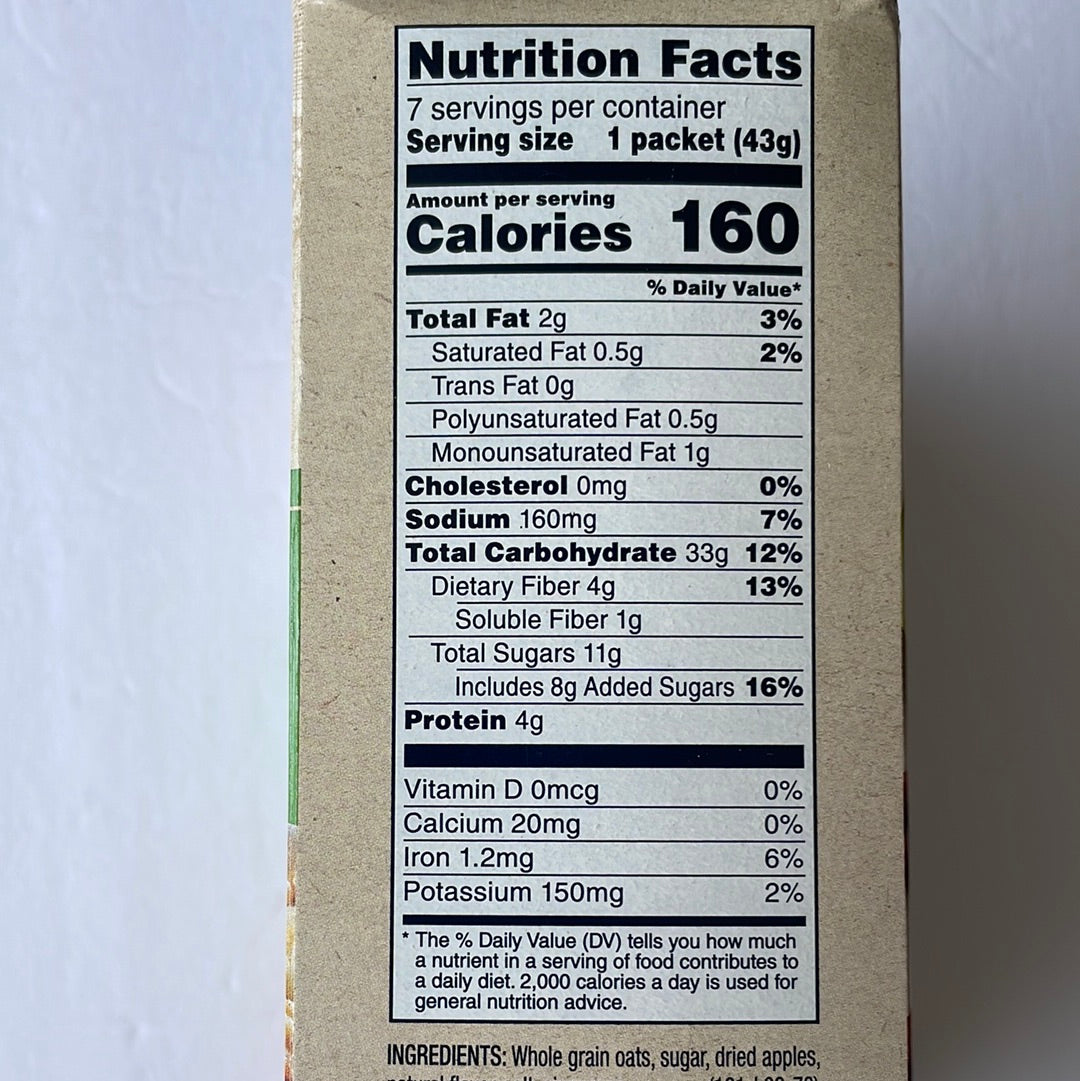 Nutrition Facts
7 servings per container
Serving size 1 packet (43g)
Amount per serving
Calories 160
% Daily Value*
Total Fat 2g 3%
Saturated Fat 0.5g 2%
Trans Fat 0g
Polyunsaturated Fat 0.5g
Monounsaturated Fat 1g
Cholesterol 0mg 0%
Sodium 160mg 7%
Total Carbohydrate 33g 12%
Dietary Fiber 4g 13%
Soluble Fiber 1g
Total Sugars 11g
Includes 8g Added Sugars 16%
Protein 4g
Vitamin D 0mcg 0%
Calcium 20mg 0%
Iron 1.2mg 6%
Potassium 150mg 2%
* The % Daily Value (DV) tells you how much
a nutrient in a serving of food contributes to
a daily diet. 2,000 calories a day is used for
general nutrition advice.
INGREDIENTS: Whole grain oats, sugar, dried apples,